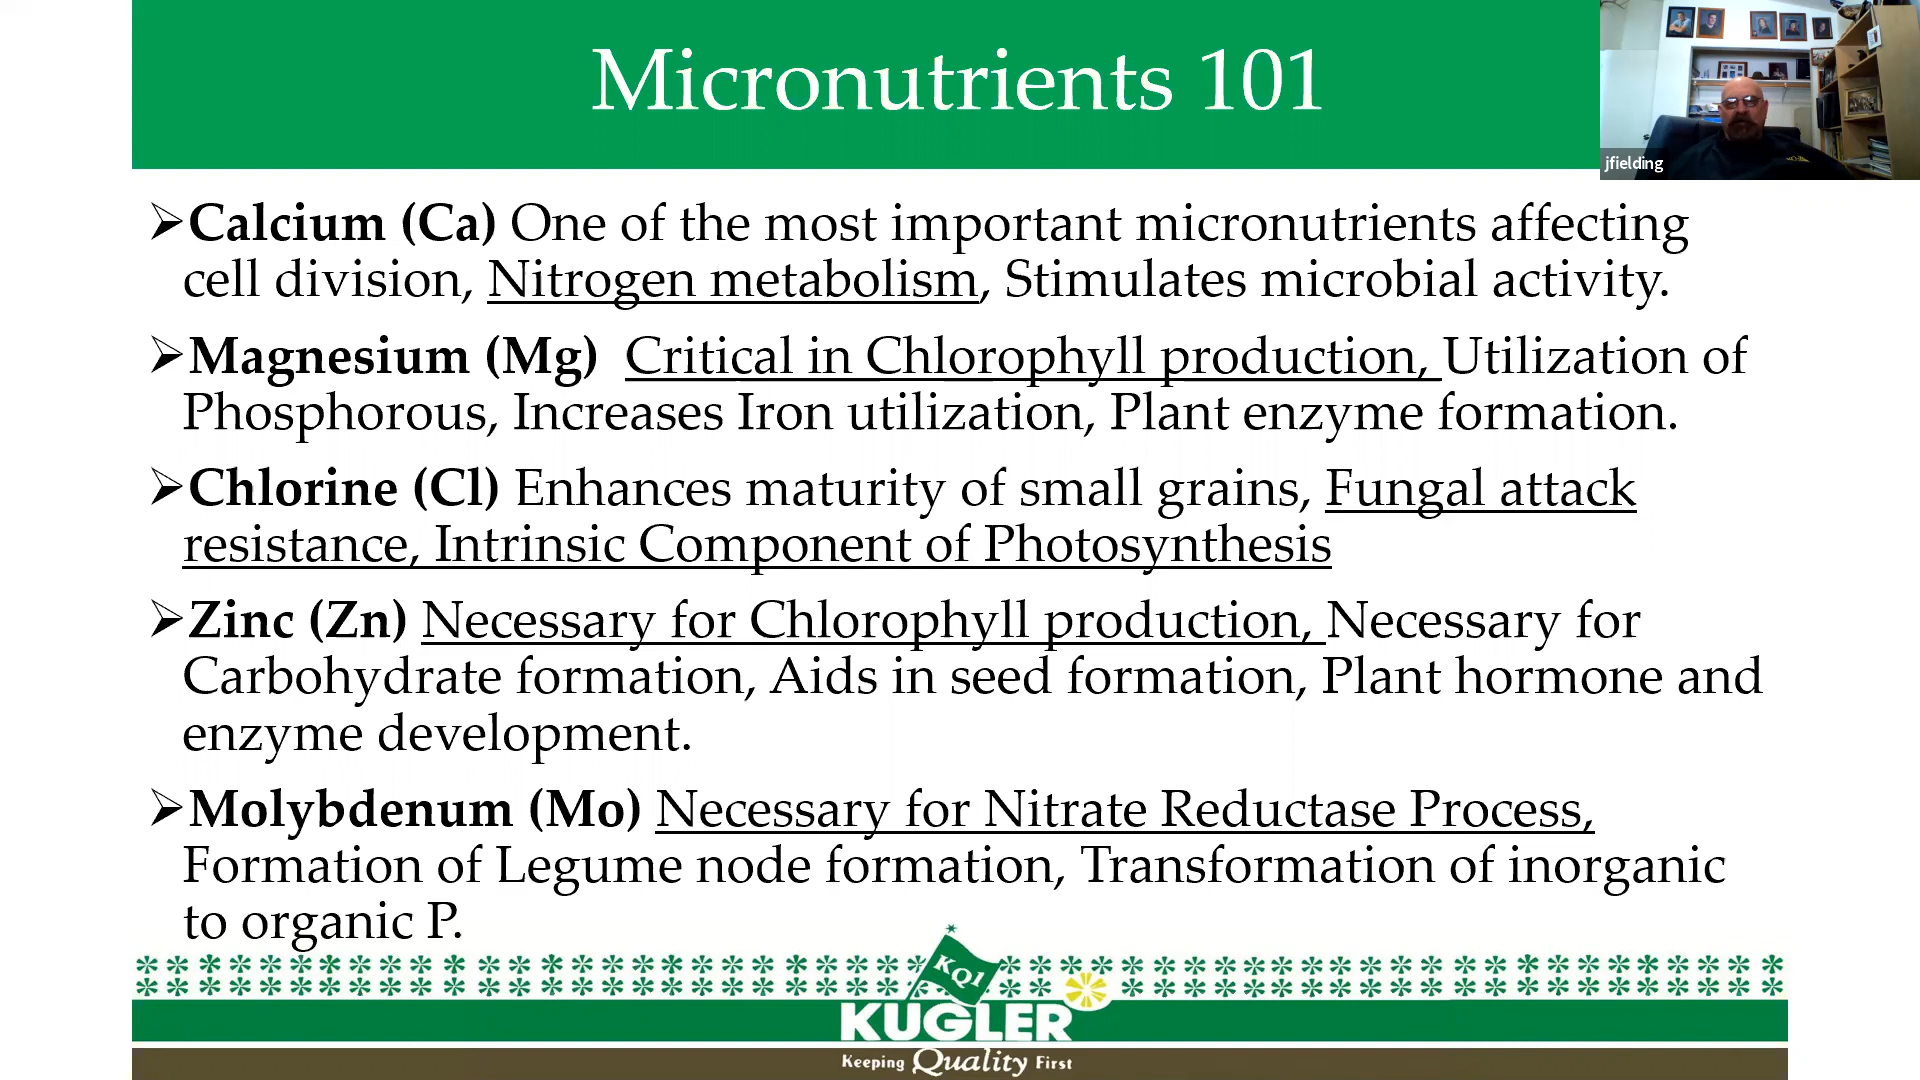 Micronutrients 101
jfielding
➢Calcium (Ca) One of the most important micronutrients affecting
cell division, Nitrogen metabolism, Stimulates microbial activity.
➢Magnesium (Mg) Critical in Chlorophyll production, Utilization of
Phosphorous, Increases Iron utilization, Plant enzyme formation.
➢Chlorine (Cl) Enhances maturity of small grains, Fungal attack
resistance, Intrinsic Component of Photosynthesis
➢Zinc (Zn) Necessary for Chlorophyll production, Necessary for
Carbohydrate formation, Aids in seed formation, Plant hormone and
enzyme development.
➢Molybdenum (Mo) Necessary for Nitrate Reductase Process,
Formation of Legume node formation, Transformation of inorganic
to organic P.
KQ1
KUGLER
Keeping Quality First